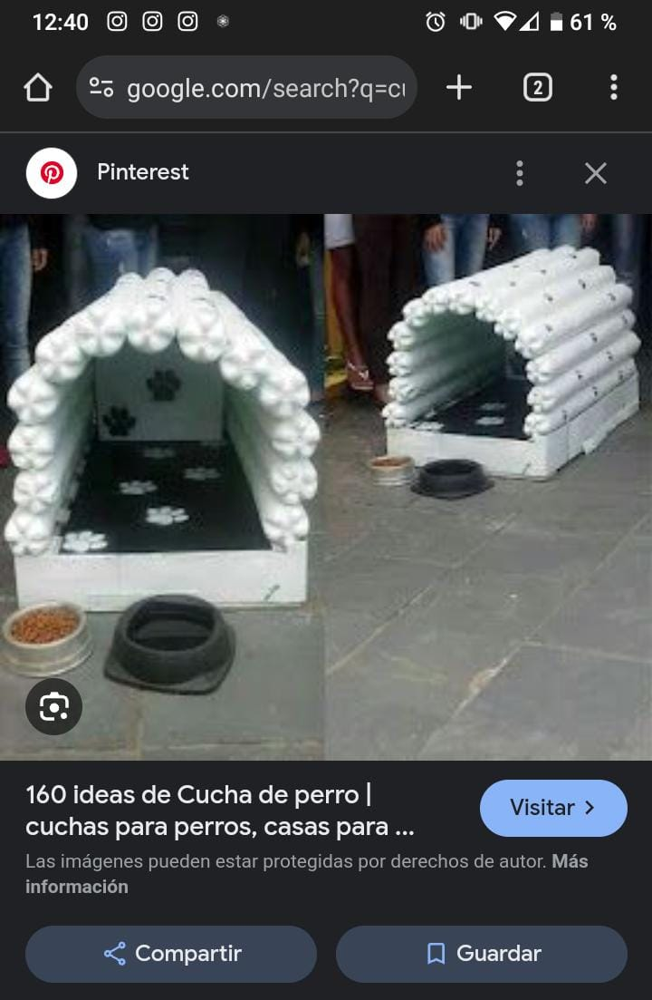 12:40
61 %
google.com/search?q=cu
2
Pinterest
160 ideas de Cucha de perro |
cuchas para perros, casas para ...
Visitar
Las imágenes pueden estar protegidas por derechos de autor. Más
información
Compartir
Guardar